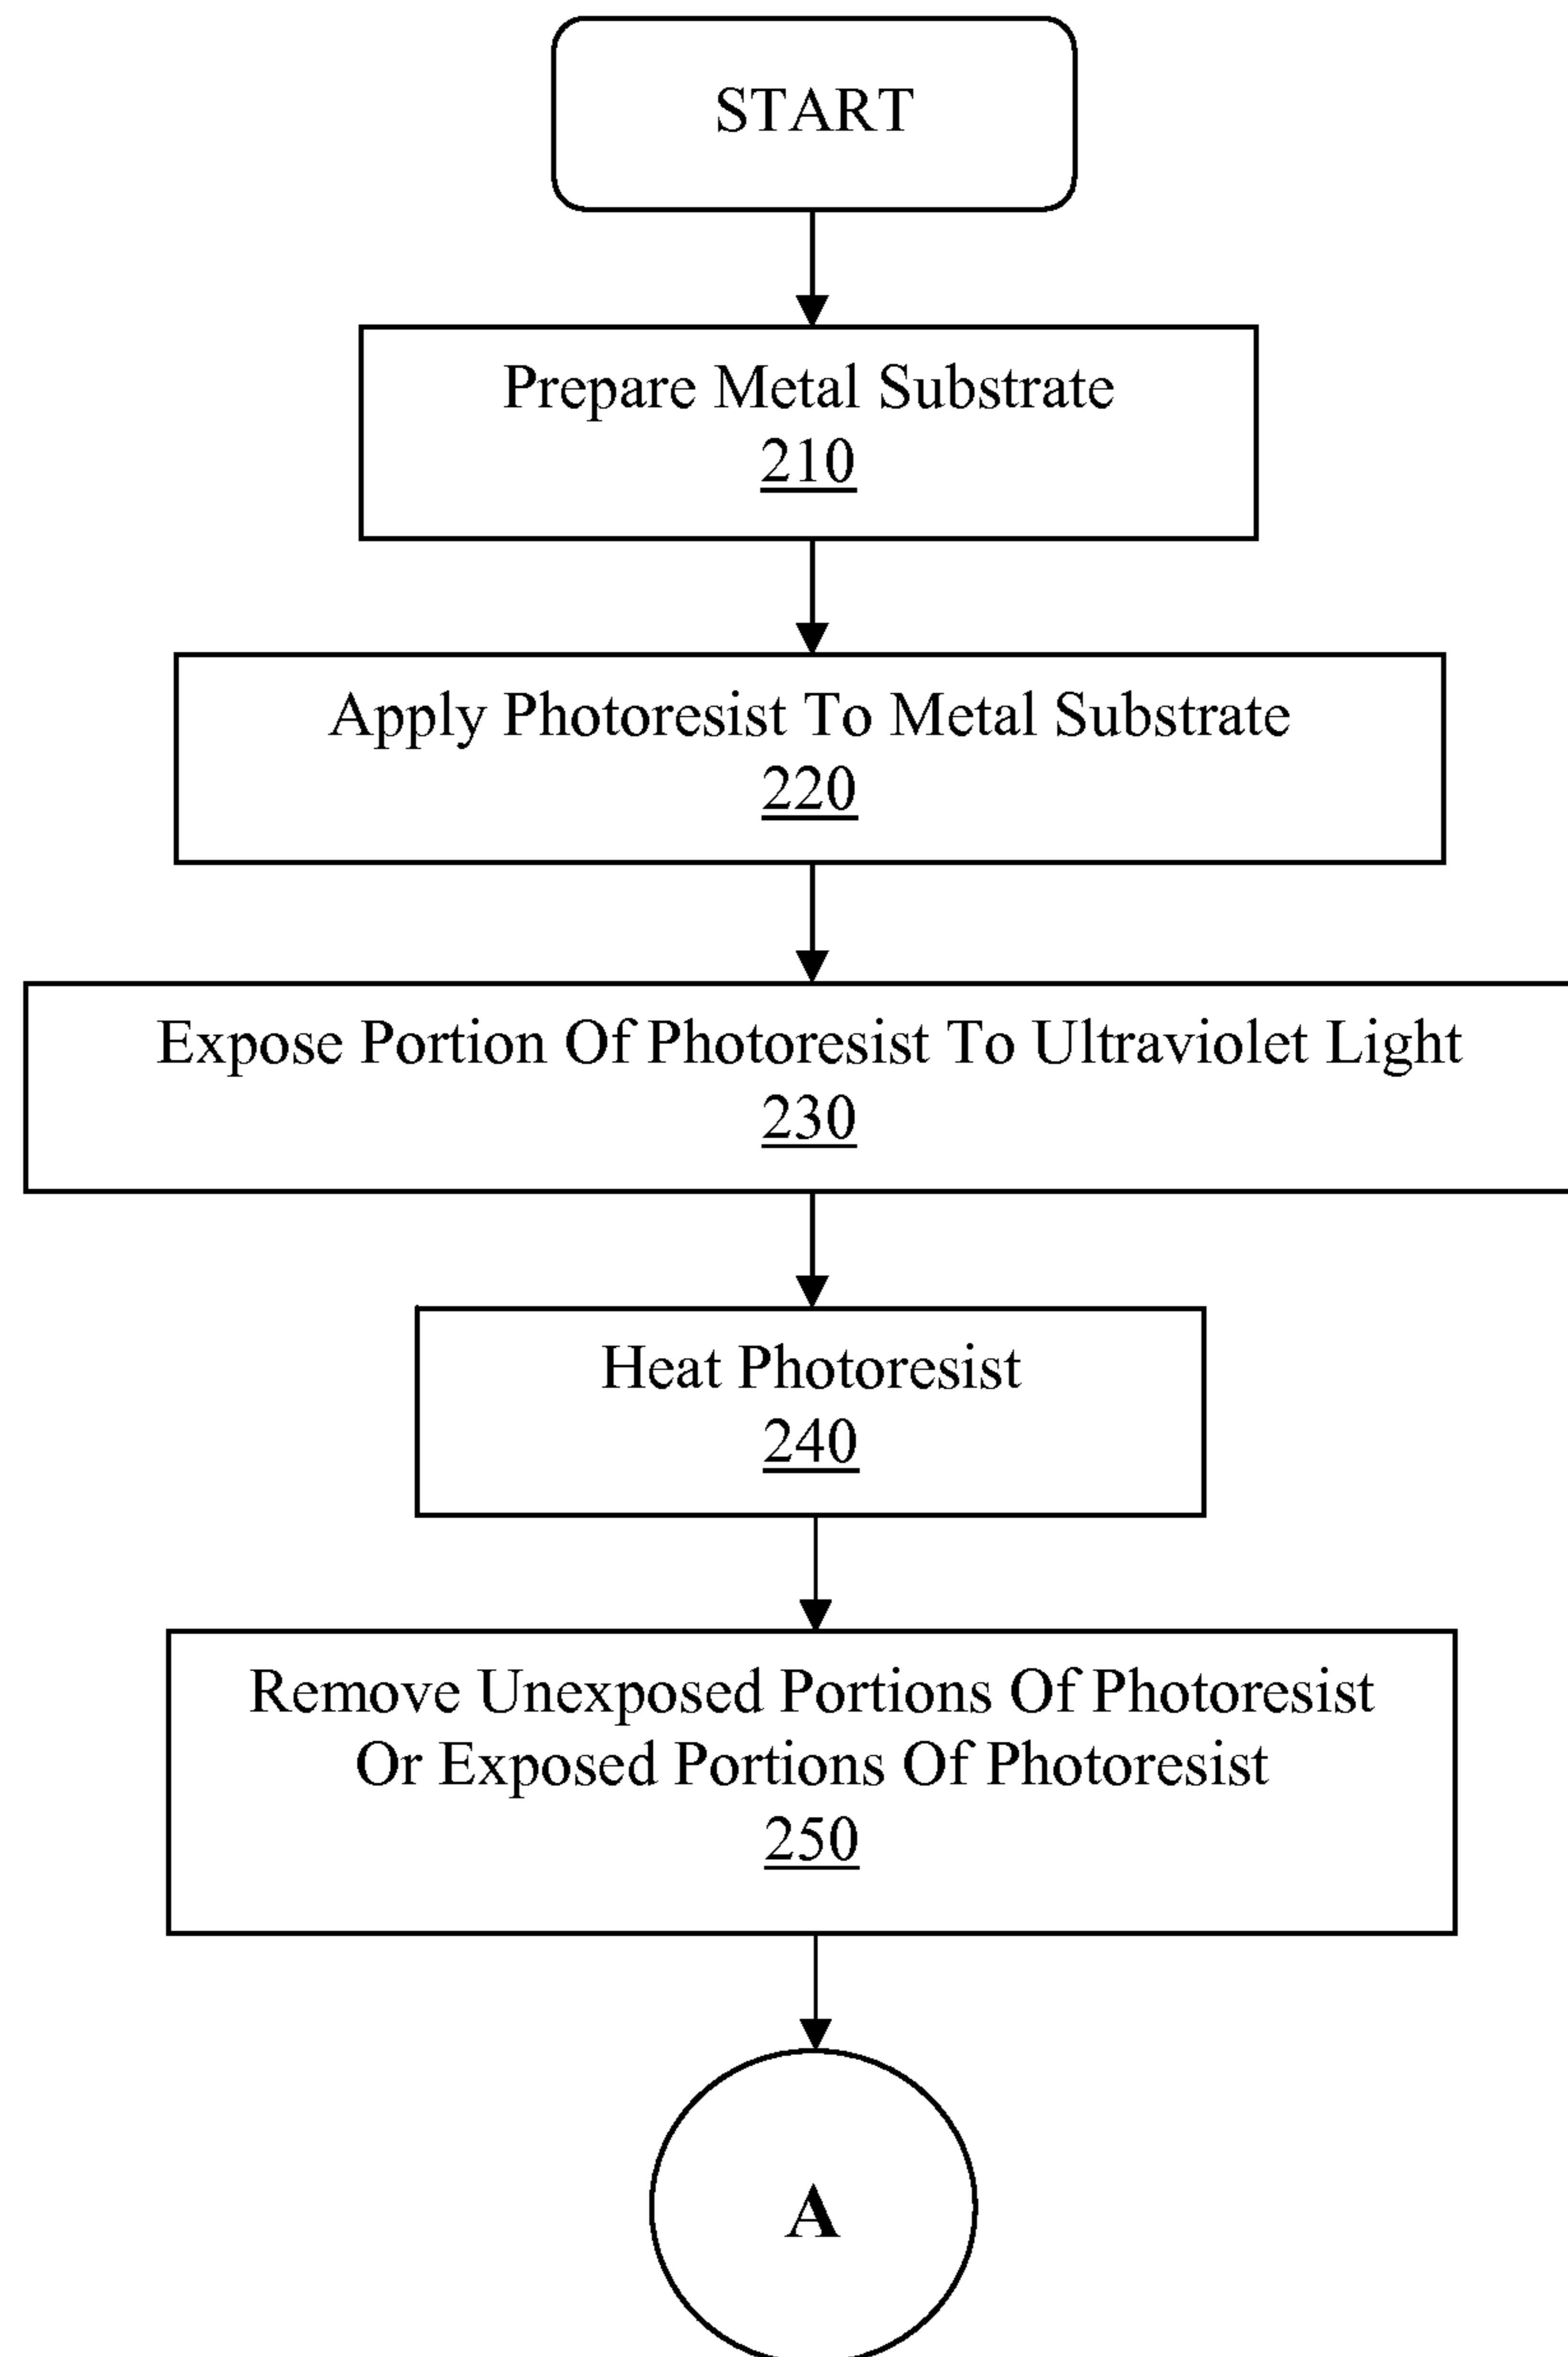 START
Prepare Metal Substrate
210
Apply Photoresist To Metal Substrate
220
Expose Portion Of Photoresist To Ultraviolet Light
230
Heat Photoresist
240
Remove Unexposed Portions Of Photoresist
Or Exposed Portions Of Photoresist
250
A